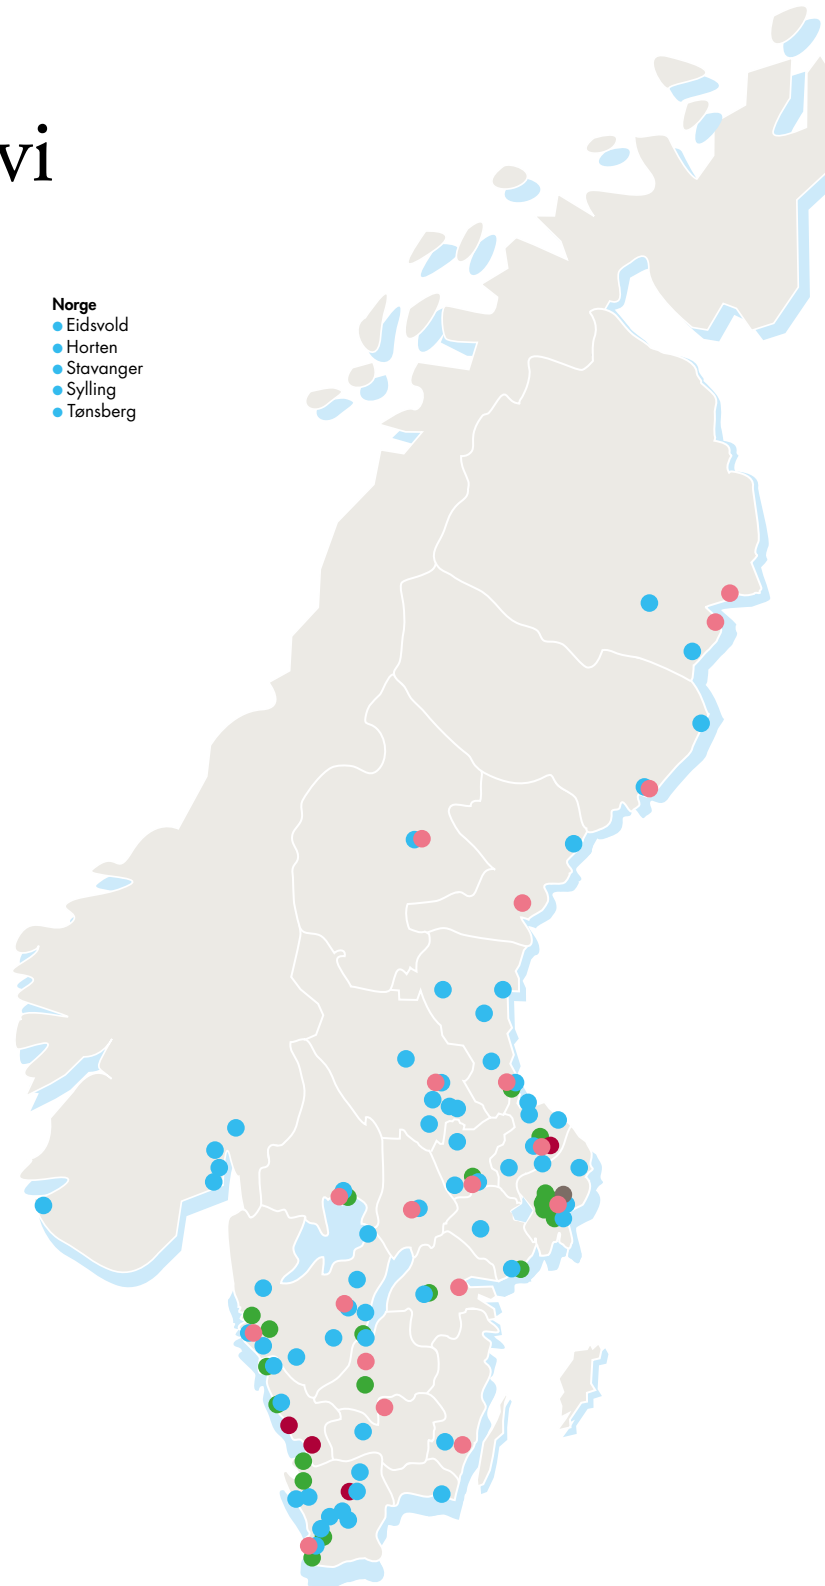 vi
Norge
Eidsvold
Horten
Stavanger
Sylling
Tønsberg